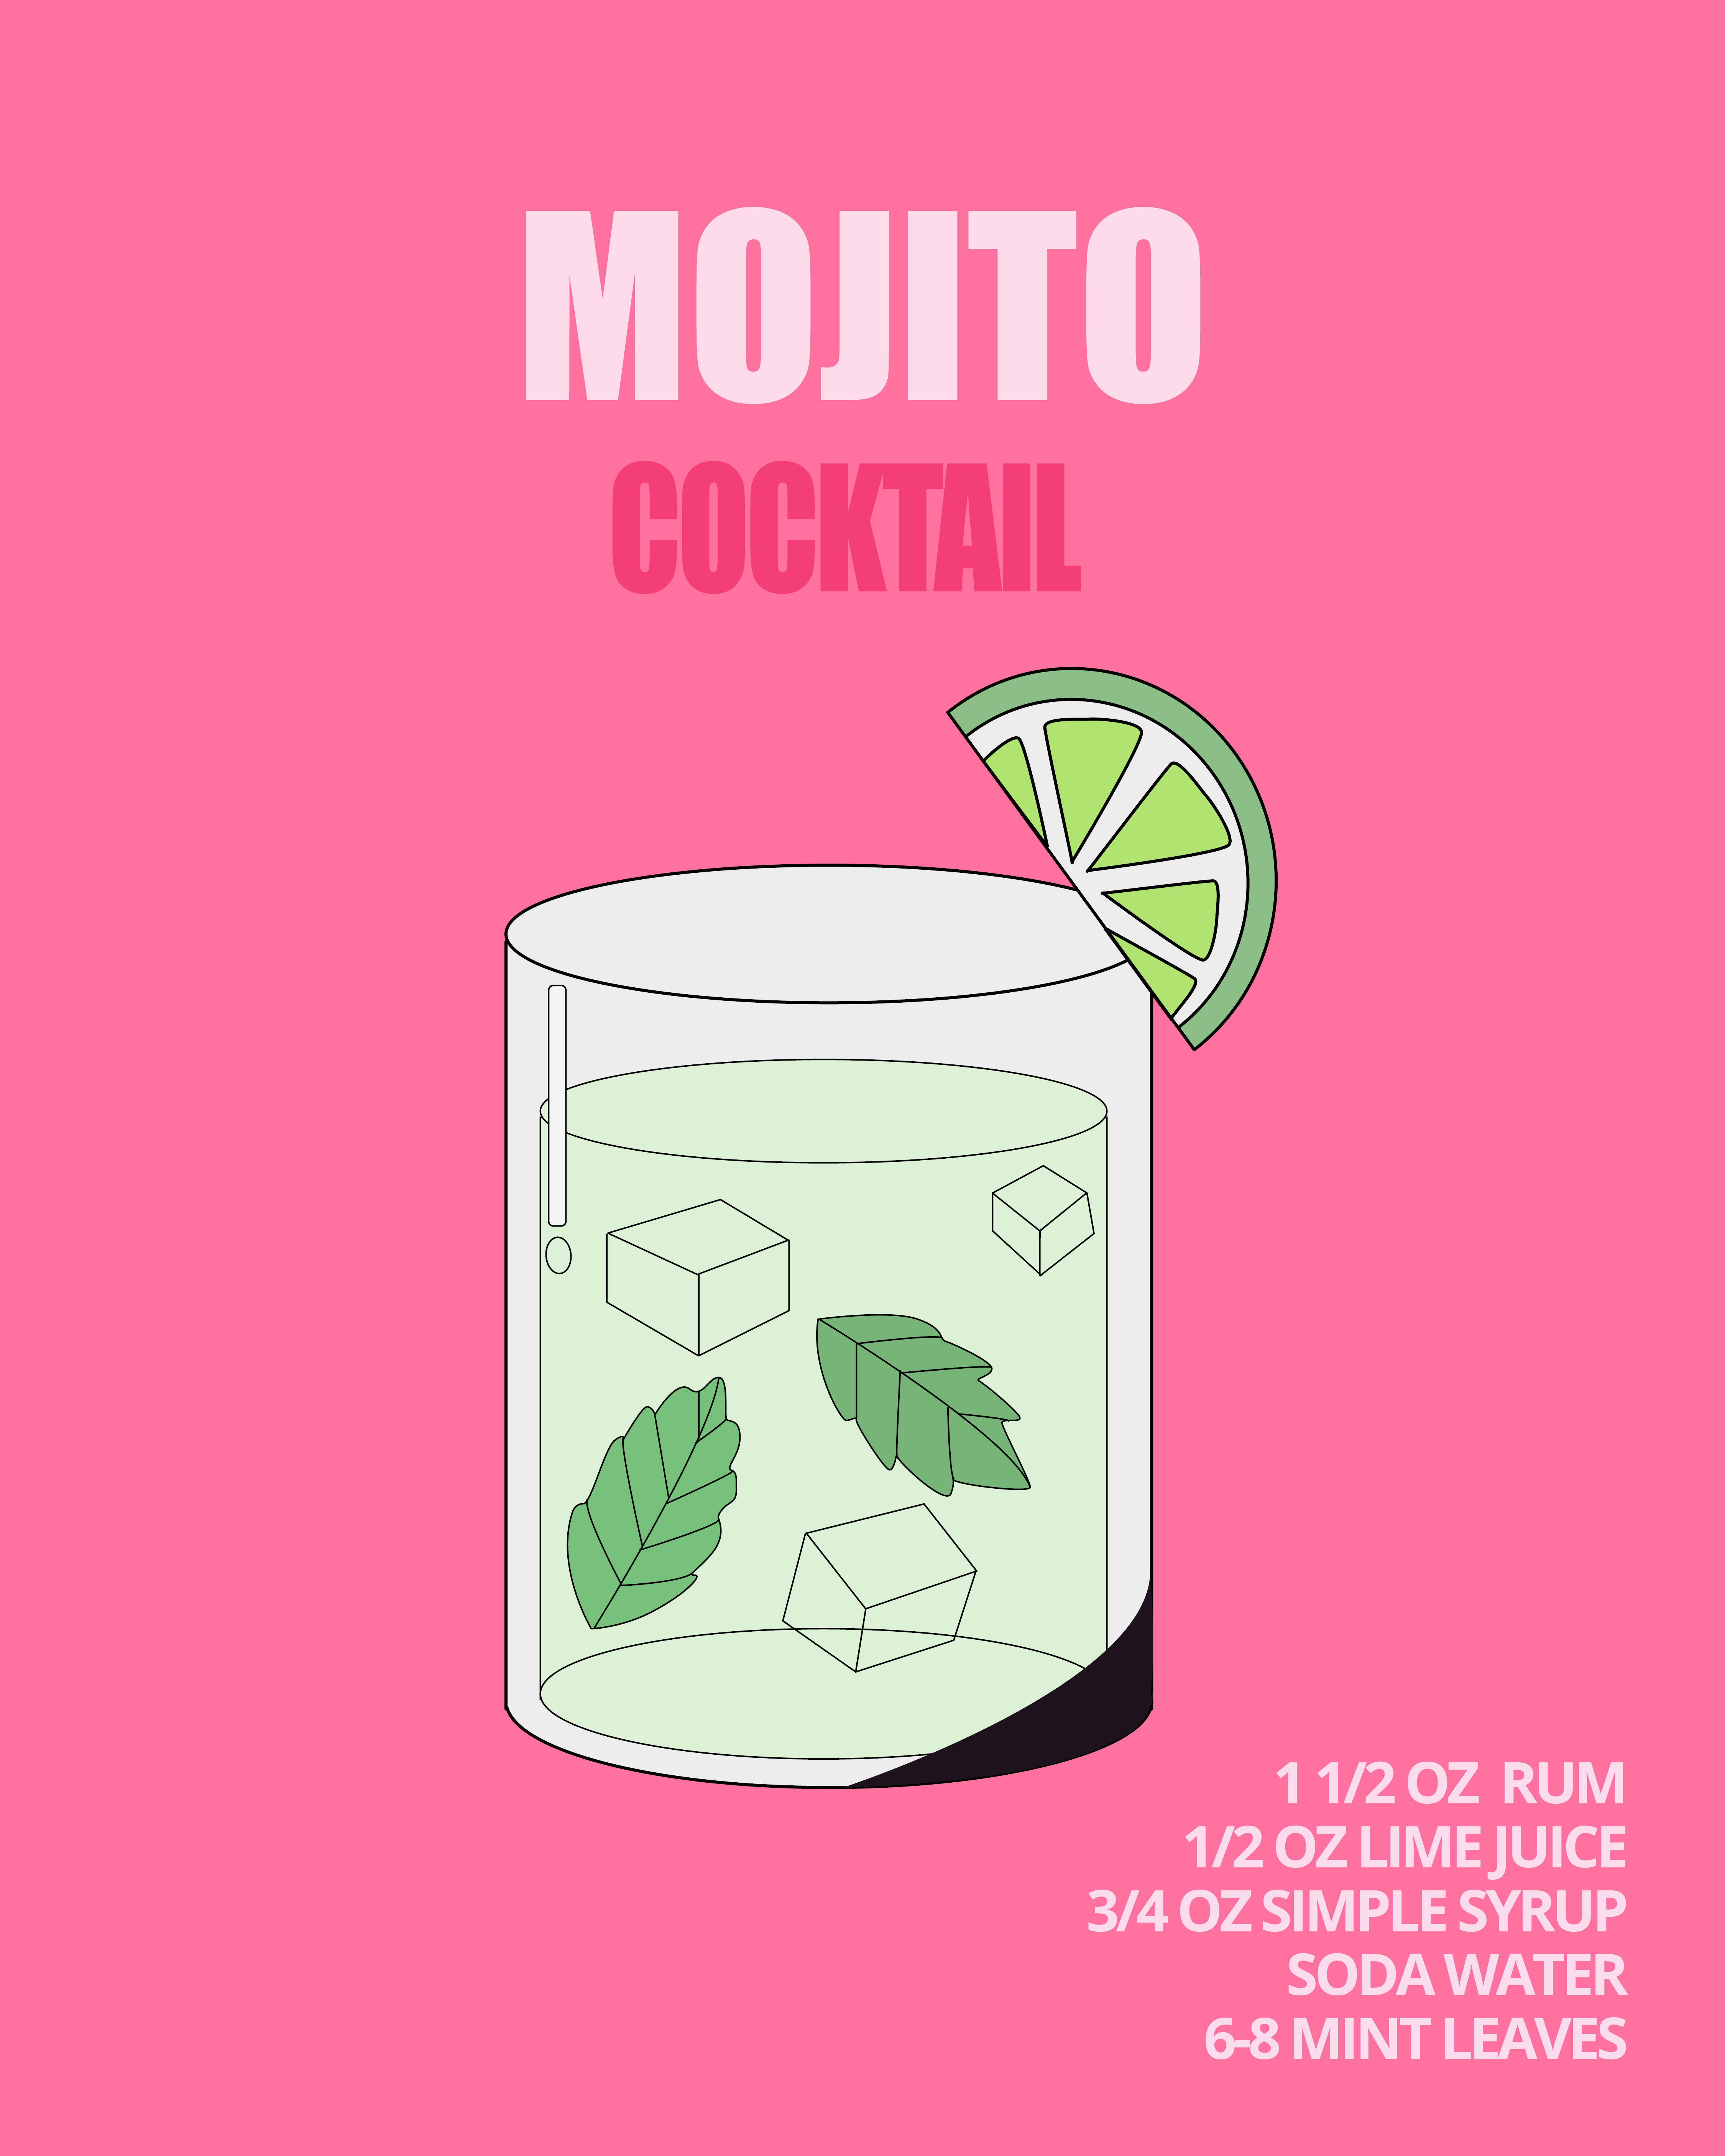 MOJITO
COCKTAIL
1 1/2 OZ RUM
1/2 OZ LIME JUICE
3/4 OZ SIMPLE SYRUP
SODA WATER
6-8 MINT LEAVES